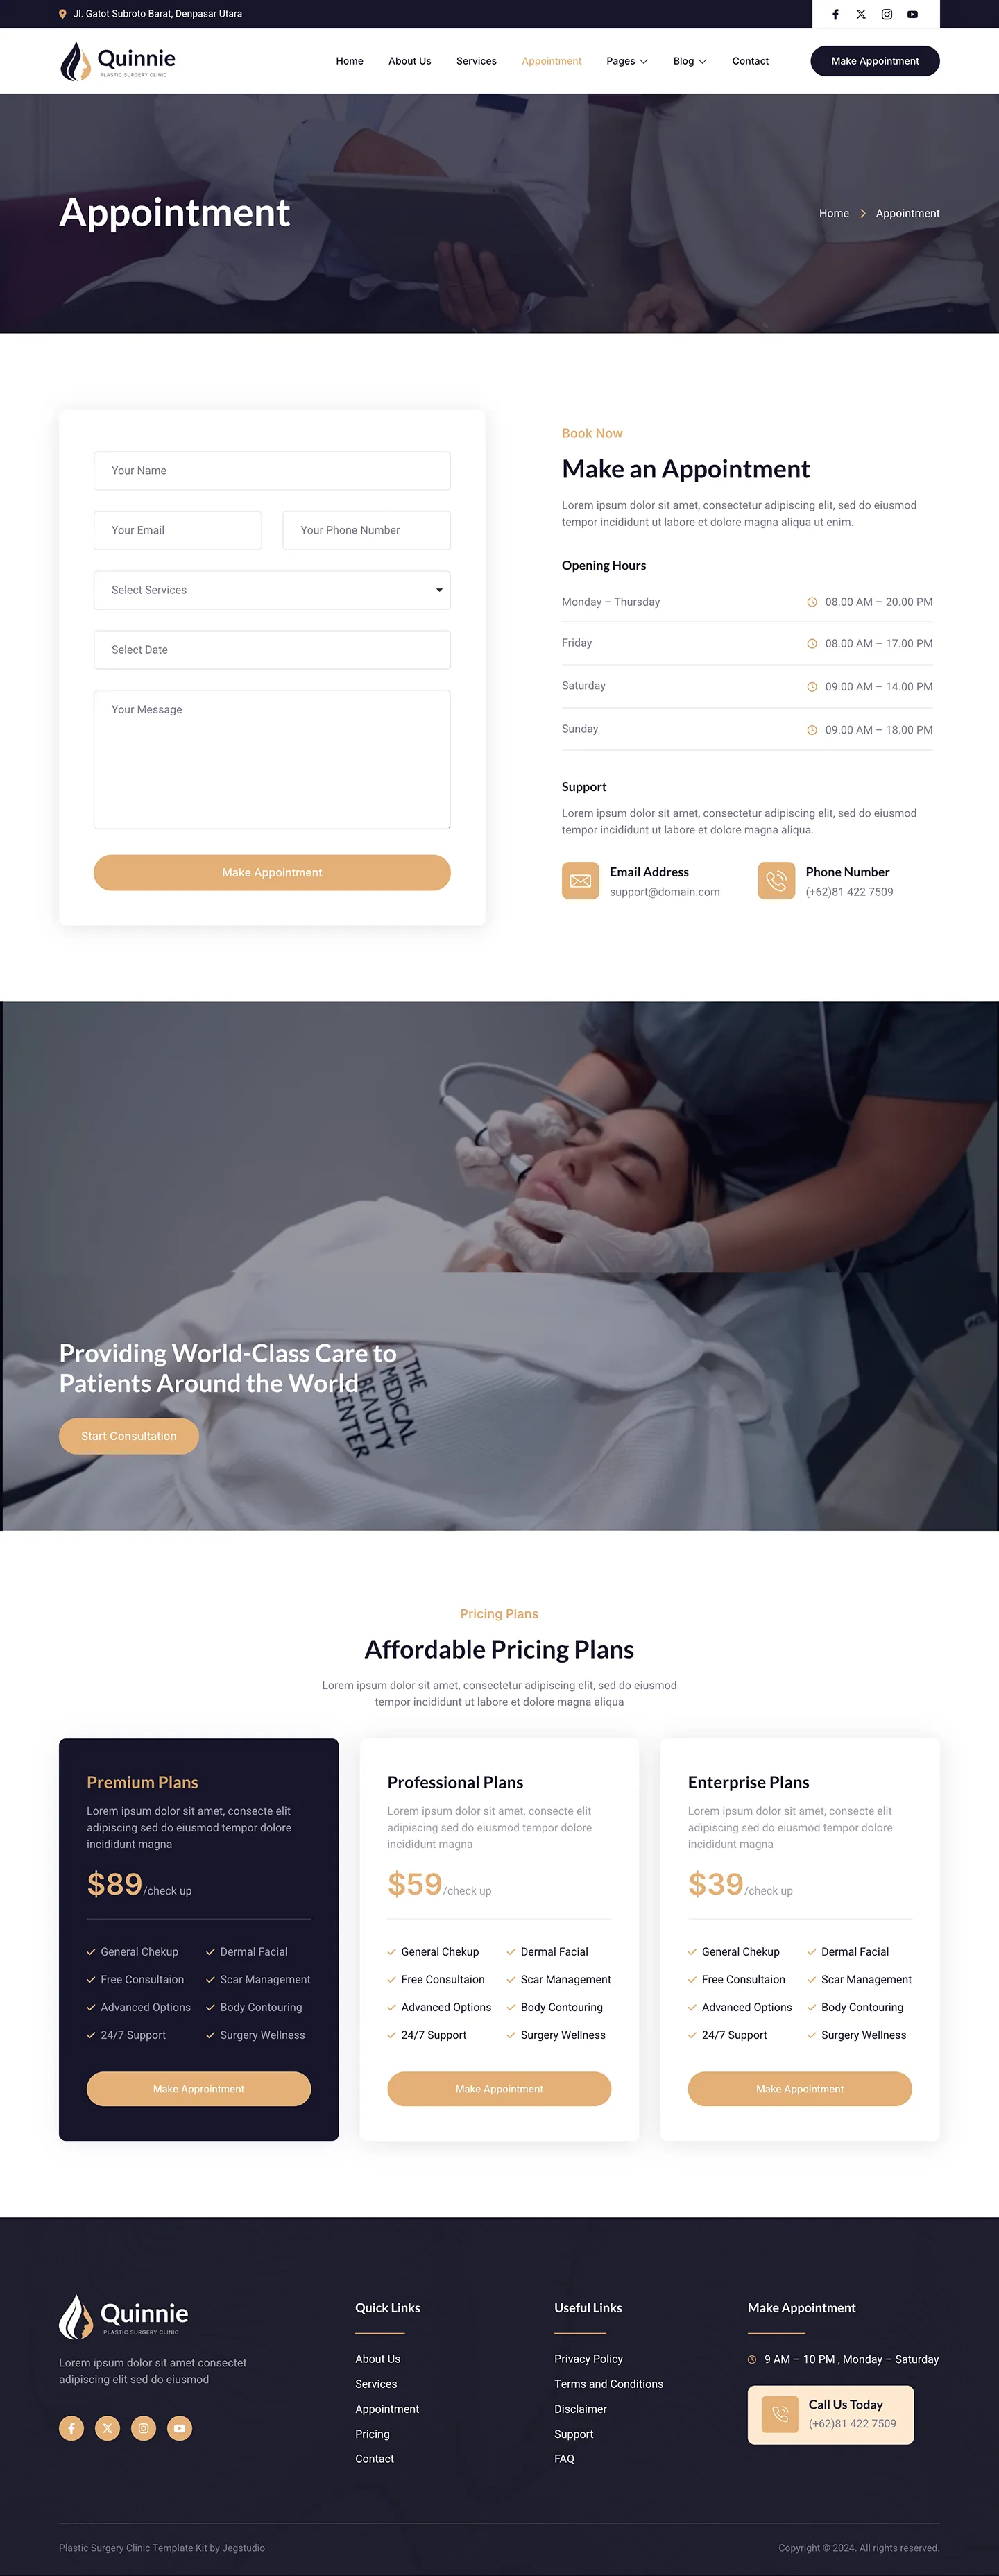 Jl. Gatot Subroto Barat, Denpasar Utara
Quinnie
PLASTIC SURGERY CLINIC
Home
About Us
Services
Appointment
Pages
Blog
Contact
Make Appointment
Appointment
Home
Appointment
Your Name
Your Email
Your Phone Number
Select Services
Select Date
Your Message
Make Appointment
Book Now
Make an Appointment
Lorem ipsum dolor sit amet, consectetur adipiscing elit, sed do eiusmod
tempor incididunt ut labore et dolore magna aliqua ut enim.
Opening Hours
Monday – Thursday
08.00 AM – 20.00 PM
Friday
08.00 AM – 17.00 PM
Saturday
09.00 AM – 14.00 PM
Sunday
09.00 AM – 18.00 PM
Support
Lorem ipsum dolor sit amet, consectetur adipiscing elit, sed do eiusmod
tempor incididunt ut labore et dolore magna aliqua.
Email Address
support@domain.com
Phone Number
(+62)81 422 7509
Providing World-Class Care to
Patients Around the World
THE
MEDICAL
BEAUTY
CENTER
Start Consultation
Pricing Plans
Affordable Pricing Plans
Lorem ipsum dolor sit amet, consectetur adipiscing elit, sed do eiusmod
tempor incididunt ut labore et dolore magna aliqua
Premium Plans
Lorem ipsum dolor sit amet, consecte elit
adipiscing sed do eiusmod tempor dolore
incididunt magna
$89/check up
General Chekup
Dermal Facial
Free Consultaion
Scar Management
Advanced Options
Body Contouring
24/7 Support
Surgery Wellness
Make Approintment
Professional Plans
Lorem ipsum dolor sit amet, consecte elit
adipiscing sed do eiusmod tempor dolore
incididunt magna
$59/check up
General Chekup
Dermal Facial
Free Consultaion
Scar Management
Advanced Options
Body Contouring
24/7 Support
Surgery Wellness
Make Appointment
Enterprise Plans
Lorem ipsum dolor sit amet, consecte elit
adipiscing sed do eiusmod tempor dolore
incididunt magna
$39/check up
General Chekup
Dermal Facial
Free Consultaion
Scar Management
Advanced Options
Body Contouring
24/7 Support
Surgery Wellness
Make Appointment
Quinnie
PLASTIC SURGERY CLINIC
Lorem ipsum dolor sit amet consectet
adipiscing elit sed do eiusmod
Quick Links
About Us
Services
Appointment
Pricing
Contact
Useful Links
Privacy Policy
Terms and Conditions
Disclaimer
Support
FAQ
Make Appointment
9 AM – 10 PM , Monday – Saturday
Call Us Today
(+62)81 422 7509
Plastic Surgery Clinic Template Kit by Jegstudio
Copyright © 2024. All rights reserved.